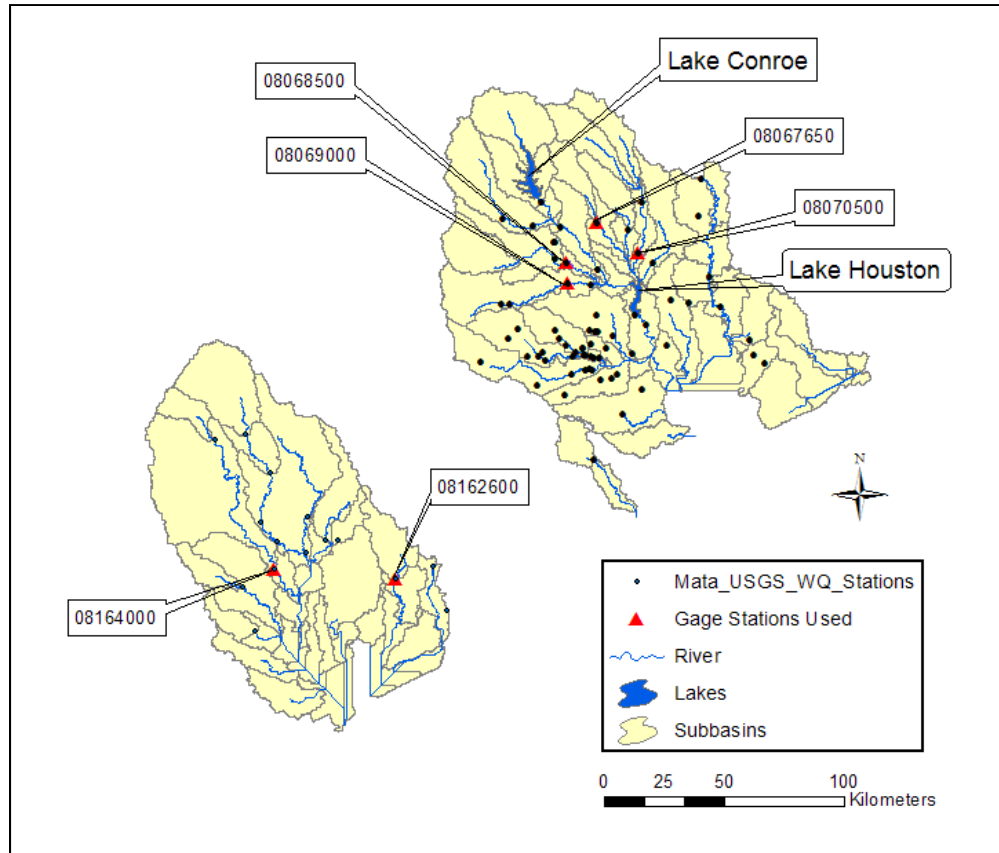 Lake Conroe
08068500
08067650
08069000
08070500
Lake Houston
08162600
N
08164000
Mata_USGS_WQ_Stations
Gage Stations Used
River
Lakes
Subbasins
0 25 50 100
Kilometers